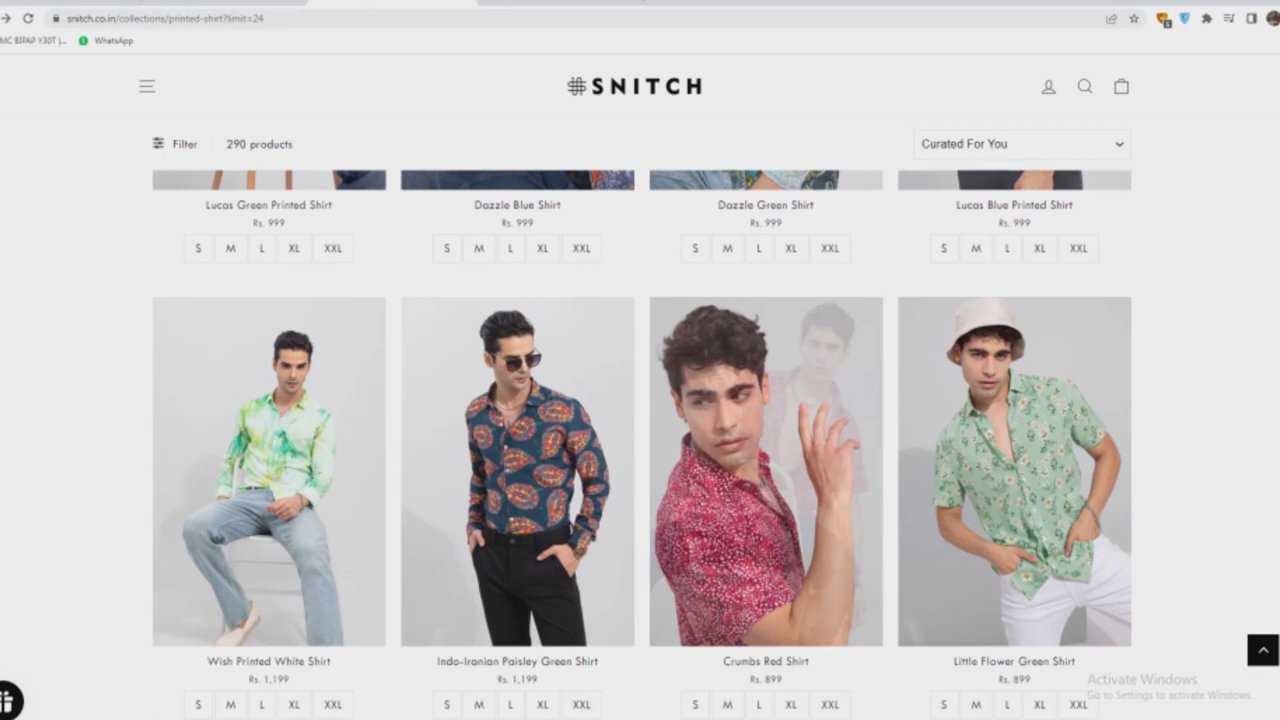 snitch.co.in/collections/printed-shirt?limit=24
MC BIPAP Y30T |... WhatsApp
SNITCH
Filter 290 products Curated For You
Lucas Green Printed Shirt Dazzle Blue Shirt Dazzle Green Shirt Lucas Blue Printed Shirt
Rs. 999 Rs. 999 Rs. 999 Rs. 999
S M L XL XXL S M L XL XXL S M L XL XXL S M L XL XXL
Wish Printed White Shirt Indo-Iranian Paisley Green Shirt Crumbs Red Shirt Little Flower Green Shirt
Rs. 1,199 Rs. 1,199 Rs. 899 Rs. 899
Activate Windows
Go to Settings to activate Windows.
S M L XL XXL S M L XL XXL S M L XL XXL S M L XL XXL